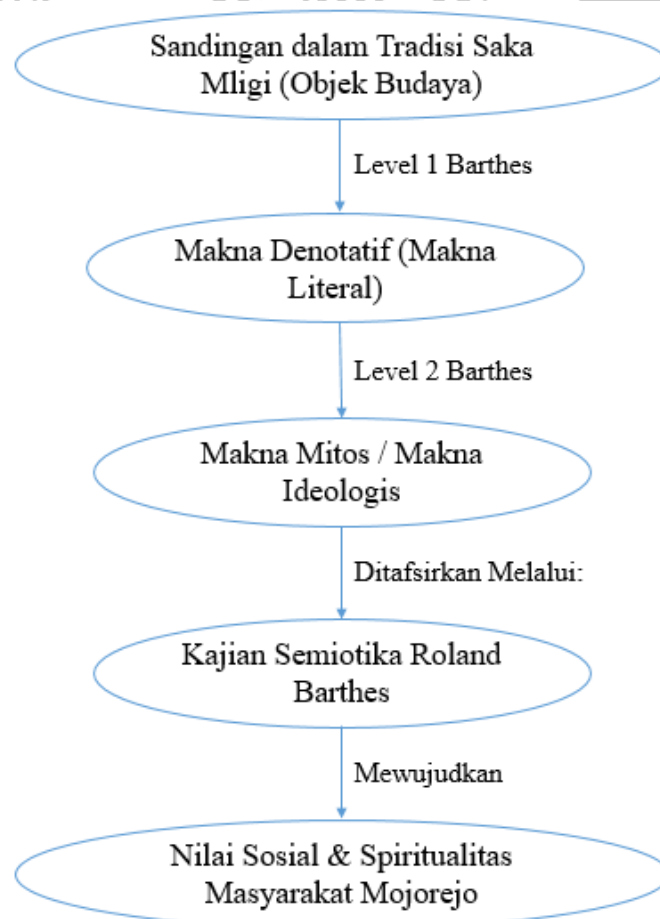 Sandingan dalam Tradisi Saka
Mligi (Objek Budaya)
Level 1 Barthes
Makna Denotatif (Makna
Literal)
Level 2 Barthes
Makna Mitos / Makna
Ideologis
Ditafsirkan Melalui:
Kajian Semiotika Roland
Barthes
Mewujudkan
Nilai Sosial & Spiritualitas
Masyarakat Mojorejo